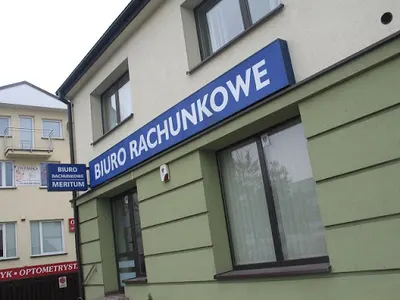 BIURO RACHUNKOWE
BIURO
RACHUNKOWE
MERITUM
YK • OPTOMETRYST